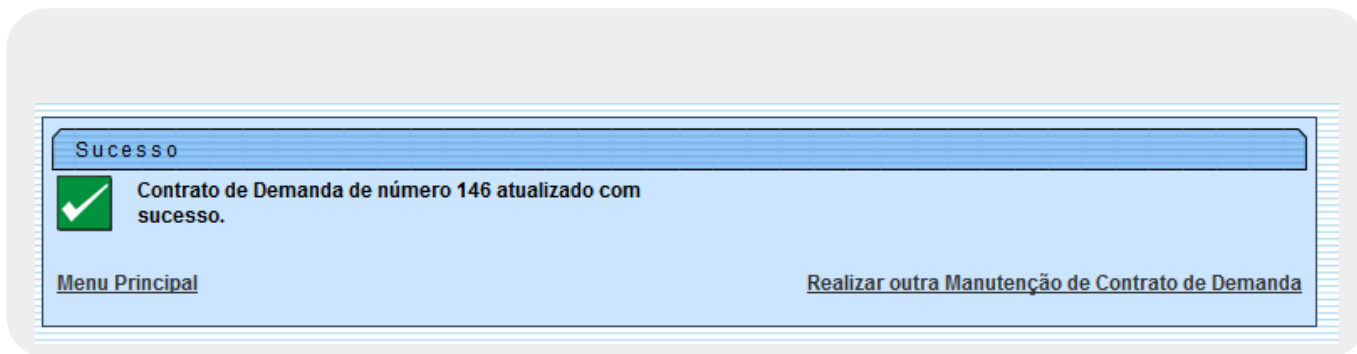 Sucesso
Contrato de Demanda de número 146 atualizado com
sucesso.
Menu Principal
Realizar outra Manutenção de Contrato de Demanda